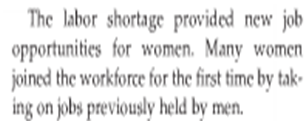 The labor shortage provided new job
opportunities for women. Many women
joined the workforce for the first time by tak-
ing on jobs previously held by men.